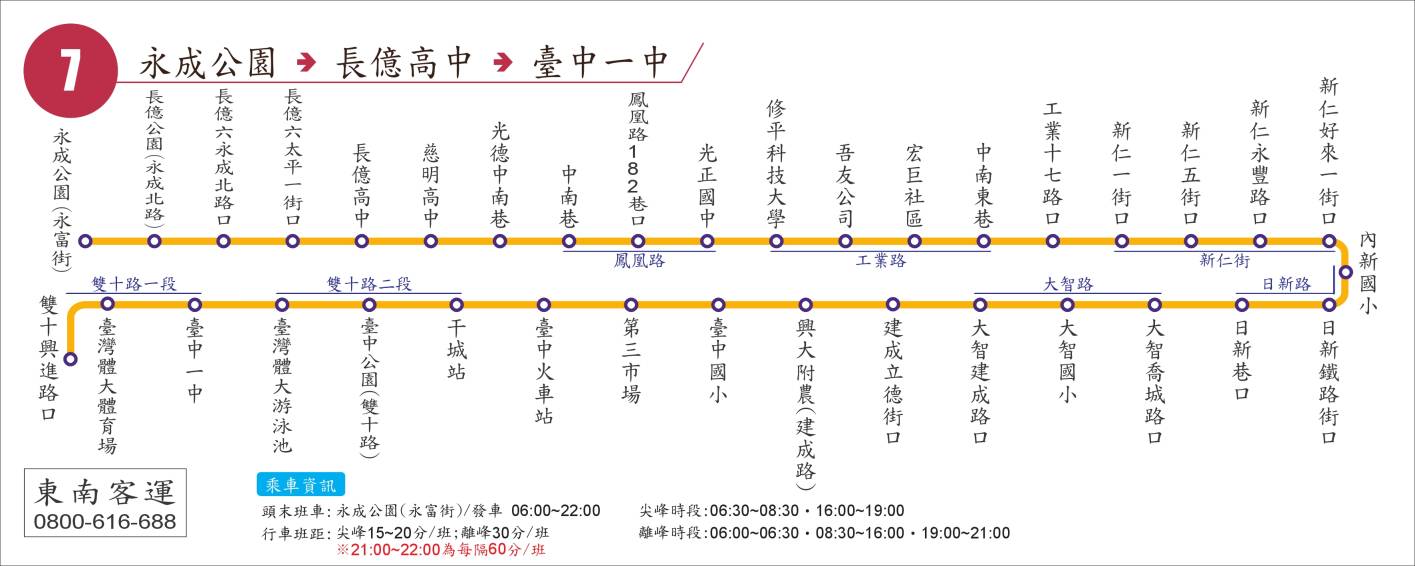 7
永成公園 ➔ 長億高中 ➔ 臺中一中
永成公園(永富街)
長億公園(永成北路)
長億六永成北路口
長億六太平一街口
長億高中
慈明高中
光德中南巷
中南巷
鳳凰路182巷口
光正國中
修平科技大學
吾友公司
宏巨社區
中南東巷
工業十七路口
新仁一街口
新仁五街口
新仁永豐路口
新仁好來一街口
鳳凰路
工業路
新仁街
內新國小
雙十路一段
雙十路二段
大智路
日新路
雙十興進路口
臺灣體大體育場
臺中一中
臺灣體大游泳池
臺中公園(雙十路)
干城站
臺中火車站
第三市場
臺中國小
興大附農(建成路)
建成立德街口
大智建成路口
大智國小
大智喬城路口
日新巷口
日新鐵路街口
東南客運
0800-616-688
乘車資訊
頭末班車:永成公園(永富街)/發車 06:00~22:00
行車班距:尖峰15~20分/班;離峰30分/班
※21:00~22:00為每隔60分/班
尖峰時段:06:30~08:30・16:00~19:00
離峰時段:06:00~06:30・08:30~16:00・19:00~21:00